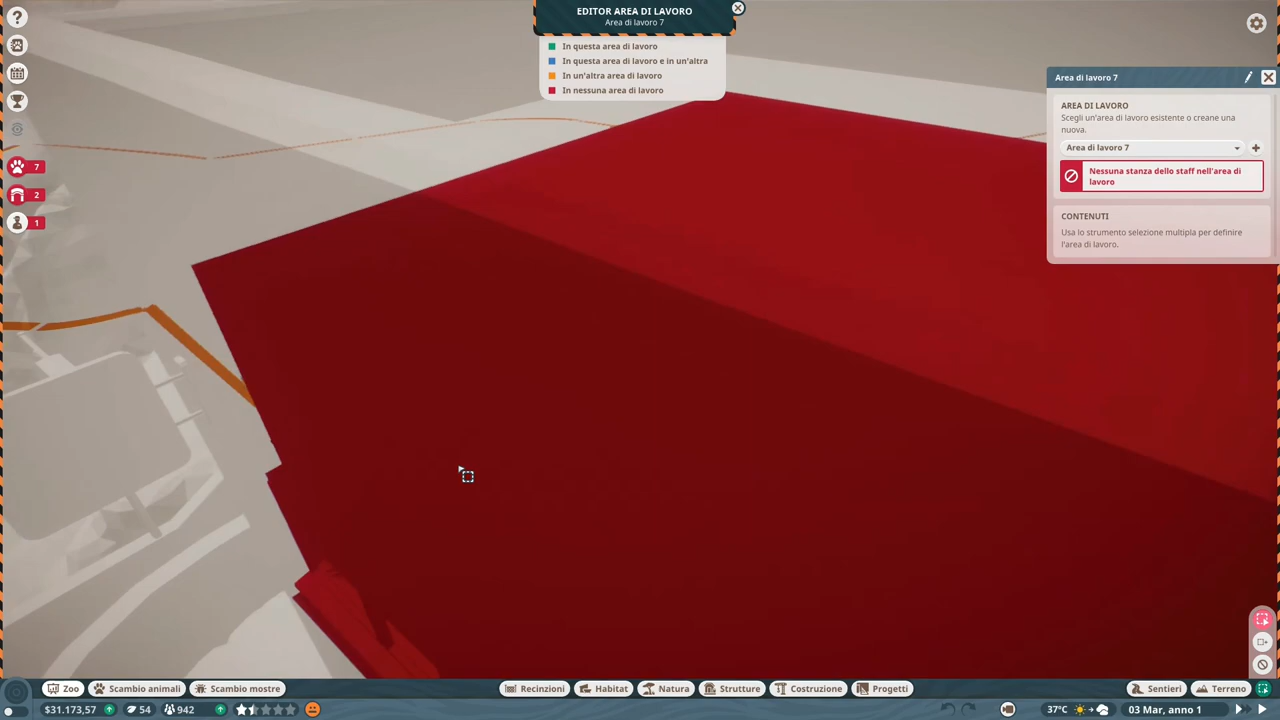 EDITOR AREA DI LAVORO
Area di lavoro 7
In questa area di lavoro
In questa area di lavoro e in un'altra
In un'altra area di lavoro
In nessuna area di lavoro
?
7
2
1
Area di lavoro 7
AREA DI LAVORO
Scegli un'area di lavoro esistente o creane una
nuova.
Area di lavoro 7
Nessuna stanza dello staff nell'area di
lavoro
CONTENUTI
Usa lo strumento selezione multipla per definire
l'area di lavoro.
Zoo
Scambio animali
Scambio mostre
Recinzioni
Habitat
Natura
Strutture
Costruzione
Progetti
Sentieri
Terreno
$31.173,57
54
942
37°C
03 Mar, anno 1